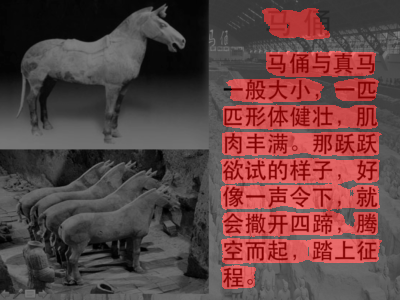 马俑
马俑与真马
一般大小，一匹
匹形体健壮，肌
肉丰满。那跃跃
欲试的样子，好
像一声令下，就
会撒开四蹄，腾
空而起，踏上征
程。